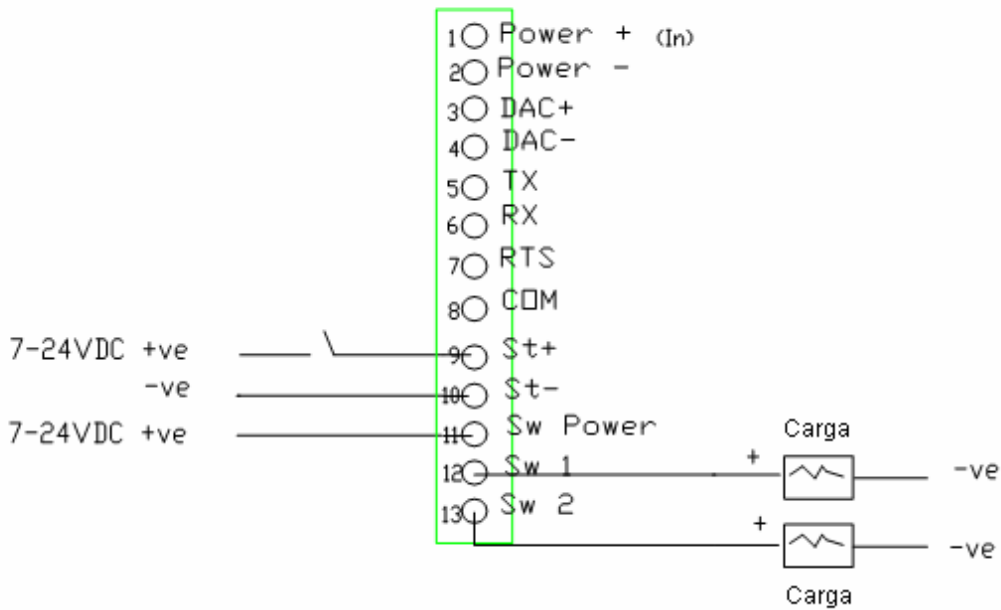 1 Power + (In)
2 Power -
3 DAC+
4 DAC-
5 TX
6 RX
7 RTS
8 COM
7-24VDC +ve 9 St+
-ve 10 St-
7-24VDC +ve 11 Sw Power
Carga
12 Sw 1 + -ve
13 Sw 2 + -ve
Carga